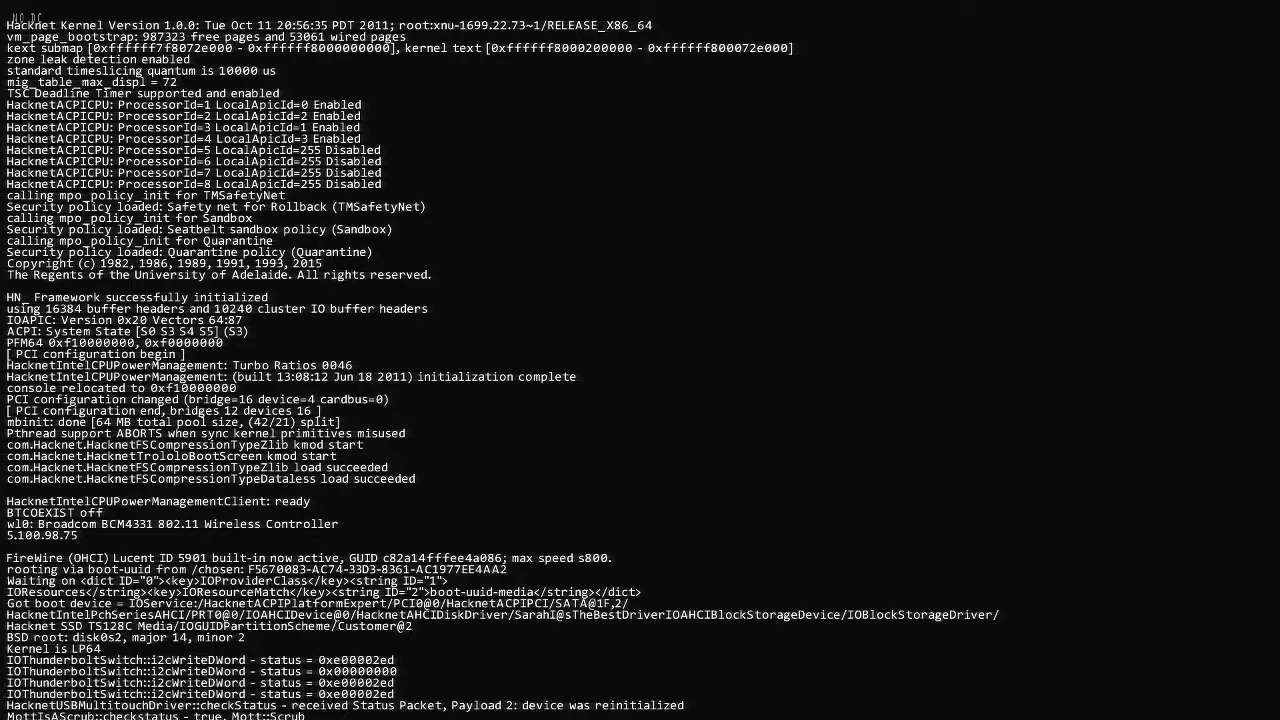 Hacknet Kernel Version 1.0.0: Tue Oct 11 20:56:35 PDT 2011; root:xnu-1699.22.73~1/RELEASE_X86_64
vm_page_bootstrap: 987323 free pages and 53061 wired pages
kext submap [0xffffff7f8072e000 - 0xffffff8000000000], kernel text [0xffffff8000200000 - 0xffffff800072e000]
zone leak detection enabled
standard timeslicing quantum is 10000 us
mig_table_max_displ = 72
TSC Deadline Timer supported and enabled
HacknetACPICPU: ProcessorId=1 LocalApicId=0 Enabled
HacknetACPICPU: ProcessorId=2 LocalApicId=2 Enabled
HacknetACPICPU: ProcessorId=3 LocalApicId=1 Enabled
HacknetACPICPU: ProcessorId=4 LocalApicId=3 Enabled
HacknetACPICPU: ProcessorId=5 LocalApicId=255 Disabled
HacknetACPICPU: ProcessorId=6 LocalApicId=255 Disabled
HacknetACPICPU: ProcessorId=7 LocalApicId=255 Disabled
HacknetACPICPU: ProcessorId=8 LocalApicId=255 Disabled
calling mpo_policy_init for TMSafetyNet
Security policy loaded: Safety net for Rollback (TMSafetyNet)
calling mpo_policy_init for Sandbox
Security policy loaded: Seatbelt sandbox policy (Sandbox)
calling mpo_policy_init for Quarantine
Security policy loaded: Quarantine policy (Quarantine)
Copyright (c) 1982, 1986, 1989, 1991, 1993, 2015
The Regents of the University of Adelaide. All rights reserved.
HN_ Framework successfully initialized
using 16384 buffer headers and 10240 cluster IO buffer headers
IOAPIC: Version 0x20 Vectors 64:87
ACPI: System State [S0 S3 S4 S5] (S3)
PFM64 0xf10000000, 0xf0000000
[ PCI configuration begin ]
HacknetIntelCPUPowerManagement: Turbo Ratios 0046
HacknetIntelCPUPowerManagement: (built 13:08:12 Jun 18 2011) initialization complete
console relocated to 0xf10000000
PCI configuration changed (bridge=16 device=4 cardbus=0)
[ PCI configuration end, bridges 12 devices 16 ]
mbinit: done [64 MB total pool size, (42/21) split]
Pthread support ABORTS when sync kernel primitives misused
com.Hacknet.HacknetFSCompressionTypeZlib kmod start
com.Hacknet.HacknetTrololoBootScreen kmod start
com.Hacknet.HacknetFSCompressionTypeZlib load succeeded
com.Hacknet.HacknetFSCompressionTypeDataless load succeeded
HacknetIntelCPUPowerManagementClient: ready
BTCOEXIST off
wl0: Broadcom BCM4331 802.11 Wireless Controller
5.100.98.75
FireWire (OHCI) Lucent ID 5901 built-in now active, GUID c82a14fffee4a086; max speed s800.
rooting via boot-uuid from /chosen: F5670083-AC74-33D3-8361-AC1977EE4AA2
Waiting on <dict ID="0"><key>IOProviderClass</key><string ID="1">
IOResources</string><key>IOResourceMatch</key><string ID="2">boot-uuid-media</string></dict>
Got boot device = IOService:/HacknetACPIPlatformExpert/PCI0@0/HacknetACPIPCI/SATA@1F,2/
HacknetIntelPchSeriesAHCI/PRT0@0/IOAHCIDevice@0/HacknetAHCIDiskDriver/SarahI@sTheBestDriverIOAHCIBlockStorageDevice/IOBlockStorageDriver/
Hacknet SSD TS128C Media/IOGUIDPartitionScheme/Customer@2
BSD root: disk0s2, major 14, minor 2
Kernel is LP64
IOThunderboltSwitch::i2cWriteDWord - status = 0xe00002ed
IOThunderboltSwitch::i2cWriteDWord - status = 0x00000000
IOThunderboltSwitch::i2cWriteDWord - status = 0xe00002ed
IOThunderboltSwitch::i2cWriteDWord - status = 0xe00002ed
HacknetUSBMultitouchDriver::checkStatus - received Status Packet, Payload 2: device was reinitialized
MottIsAScrub::checkstatus - true, Mott::Scrub